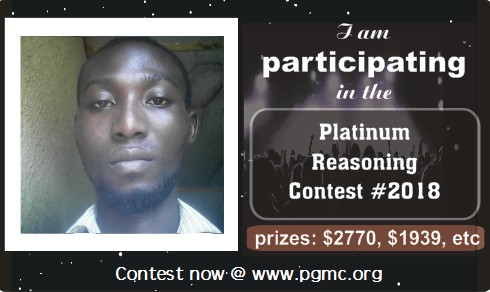 I am
participating
in the
Platinum
Reasoning
Contest #2018
prizes: $2770, $1939, etc
Contest now @ www.pgmc.org